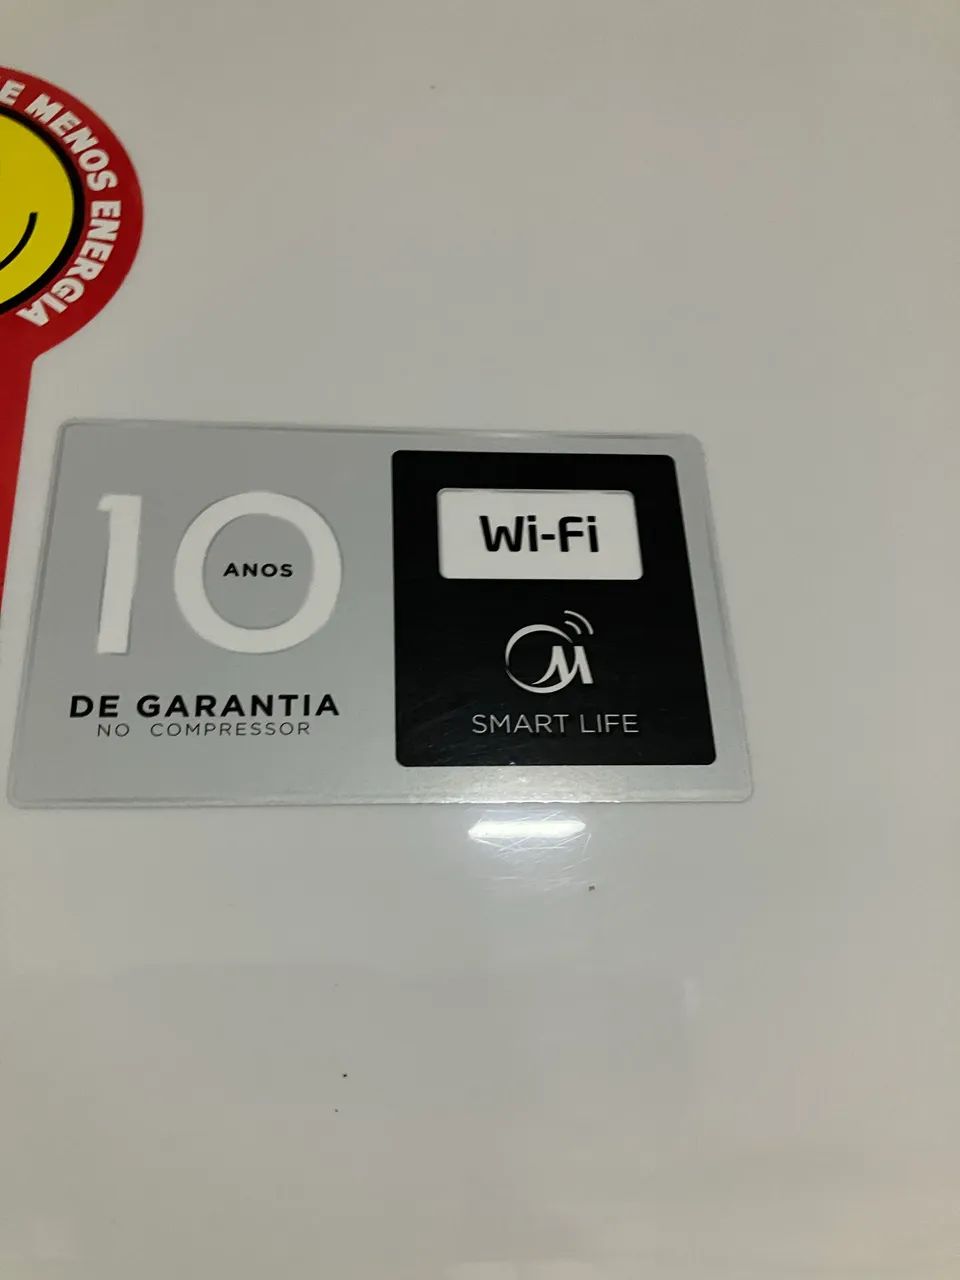 E MENOS ENERGIA
10
ANOS
DE GARANTIA
NO COMPRESSOR
Wi-Fi
SMART LIFE